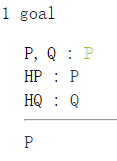 1 goal
P, Q : P
HP : P
HQ : Q
P